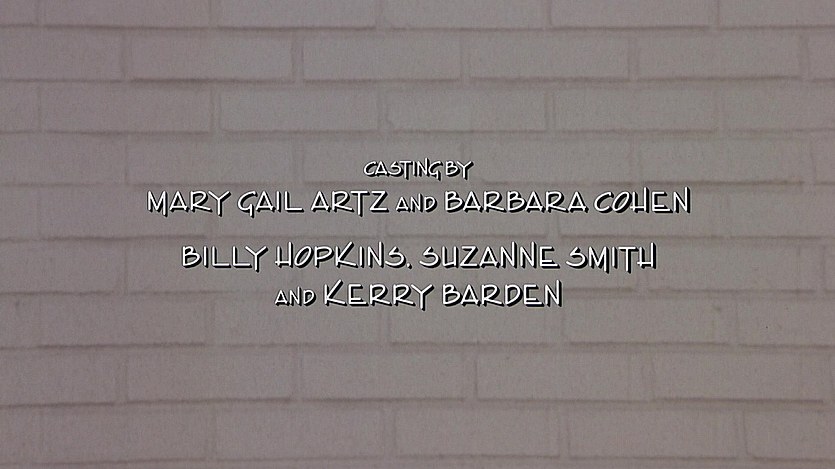 CASTING BY
MARY GAIL ARTZ AND BARBARA COHEN
BILLY HOPKINS, SUZANNE SMITH
AND KERRY BARDEN